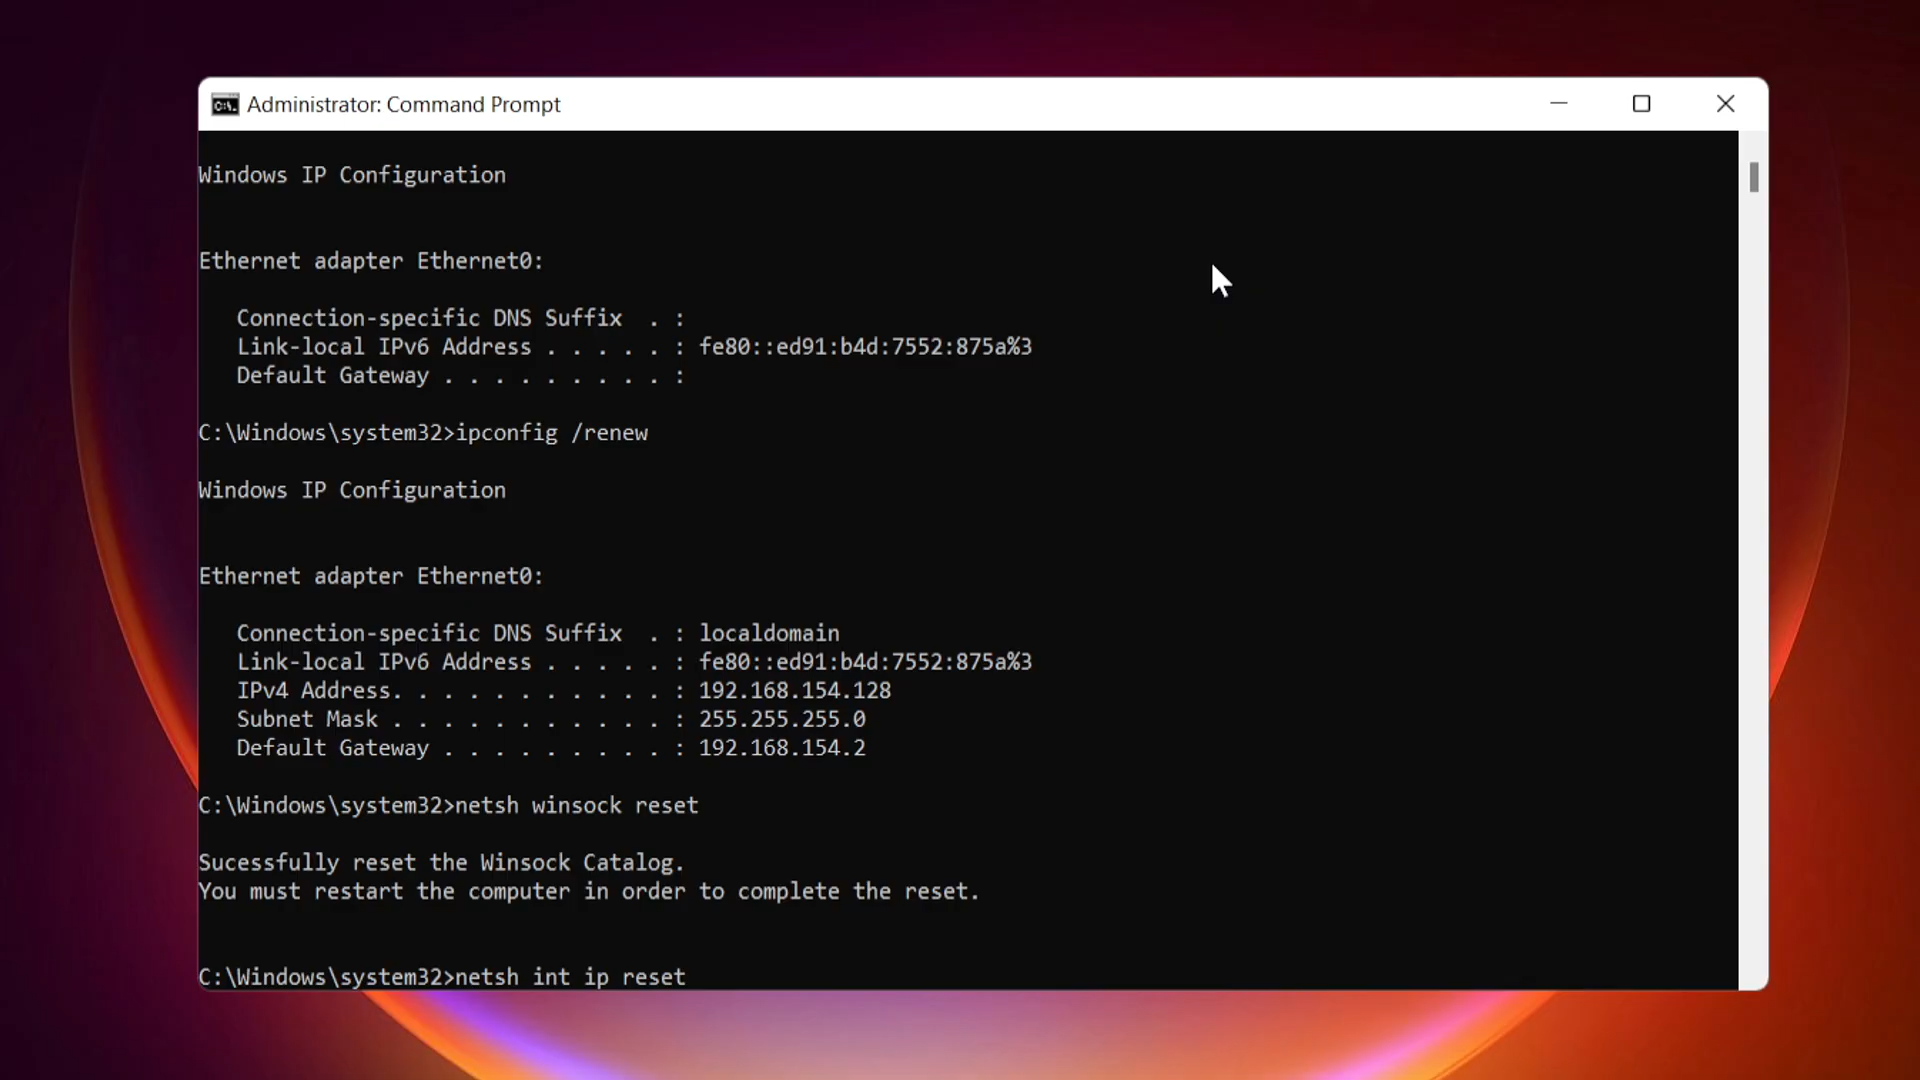 Administrator: Command Prompt
Windows IP Configuration
Ethernet adapter Ethernet0:
Connection-specific DNS Suffix . :
Link-local IPv6 Address . . . . . : fe80::ed91:b4d:7552:875a%3
Default Gateway . . . . . . . . . :
C:\Windows\system32>ipconfig /renew
Windows IP Configuration
Ethernet adapter Ethernet0:
Connection-specific DNS Suffix . : localdomain
Link-local IPv6 Address . . . . . : fe80::ed91:b4d:7552:875a%3
IPv4 Address. . . . . . . . . . . : 192.168.154.128
Subnet Mask . . . . . . . . . . . : 255.255.255.0
Default Gateway . . . . . . . . . : 192.168.154.2
C:\Windows\system32>netsh winsock reset
Sucessfully reset the Winsock Catalog.
You must restart the computer in order to complete the reset.
C:\Windows\system32>netsh int ip reset